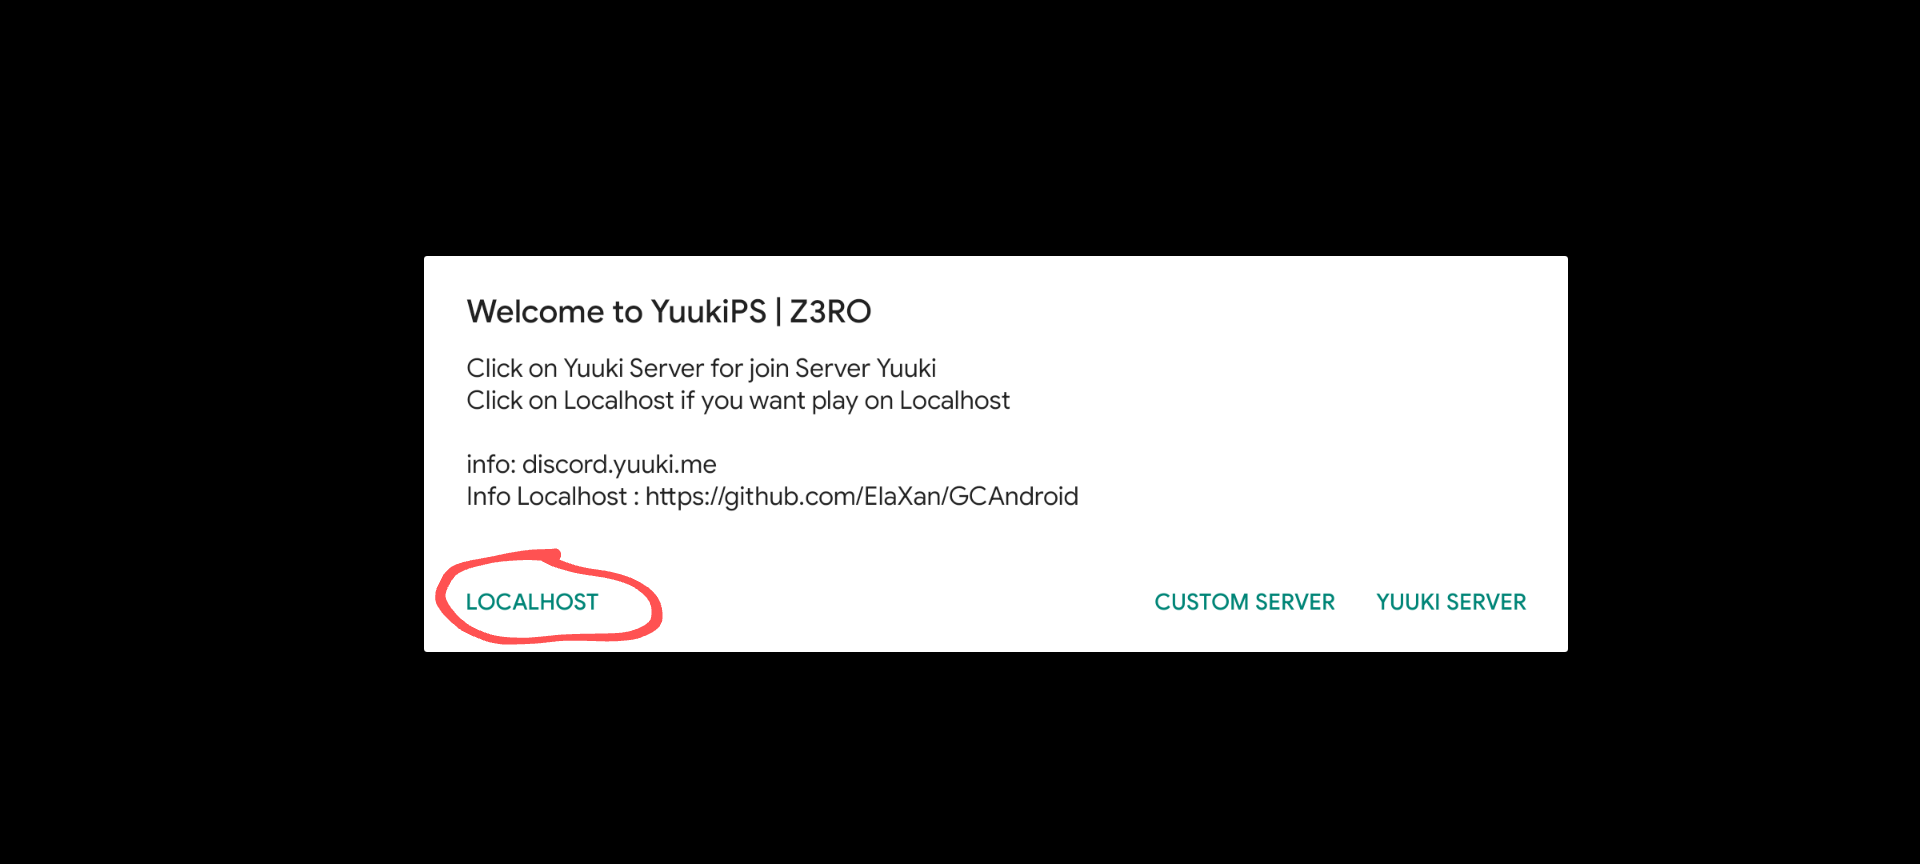 Welcome to YuukiPS | Z3RO
Click on Yuuki Server for join Server Yuuki
Click on Localhost if you want play on Localhost
info: discord.yuuki.me
Info Localhost : https://github.com/ElaXan/GCAndroid
LOCALHOST
CUSTOM SERVER
YUUKI SERVER